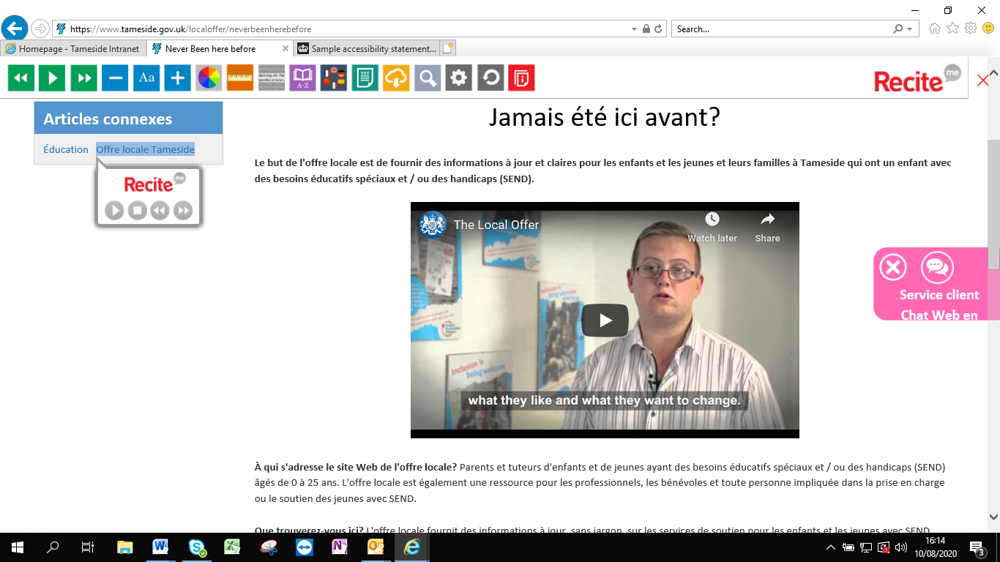 https://www.tameside.gov.uk/localoffer/neverbeenherebefore
Search...
Homepage - Tameside Intranet
Never Been here before
Sample accessibility statement...
Aa
A-Z
TXT
Recite me
Articles connexes
Éducation Offre locale Tameside
Recite me
Jamais été ici avant?
Le but de l'offre locale est de fournir des informations à jour et claires pour les enfants et les jeunes et leurs familles à Tameside qui ont un enfant avec
des besoins éducatifs spéciaux et / ou des handicaps (SEND).
The Local Offer
Watch later
Share
Inclusion is
being welcome
what they like and what they want to change.
Service client
Chat Web en
À qui s'adresse le site Web de l'offre locale? Parents et tuteurs d'enfants et de jeunes ayant des besoins éducatifs spéciaux et / ou des handicaps (SEND)
âgés de 0 à 25 ans. L'offre locale est également une ressource pour les professionnels, les bénévoles et toute personne impliquée dans la prise en charge
ou le soutien des jeunes avec SEND.
Que trouverez-vous ici? L'offre locale fournit des informations à jour, sans jargon, sur les services de soutien pour les enfants et les jeunes avec SEND
16:14
10/08/2020
3